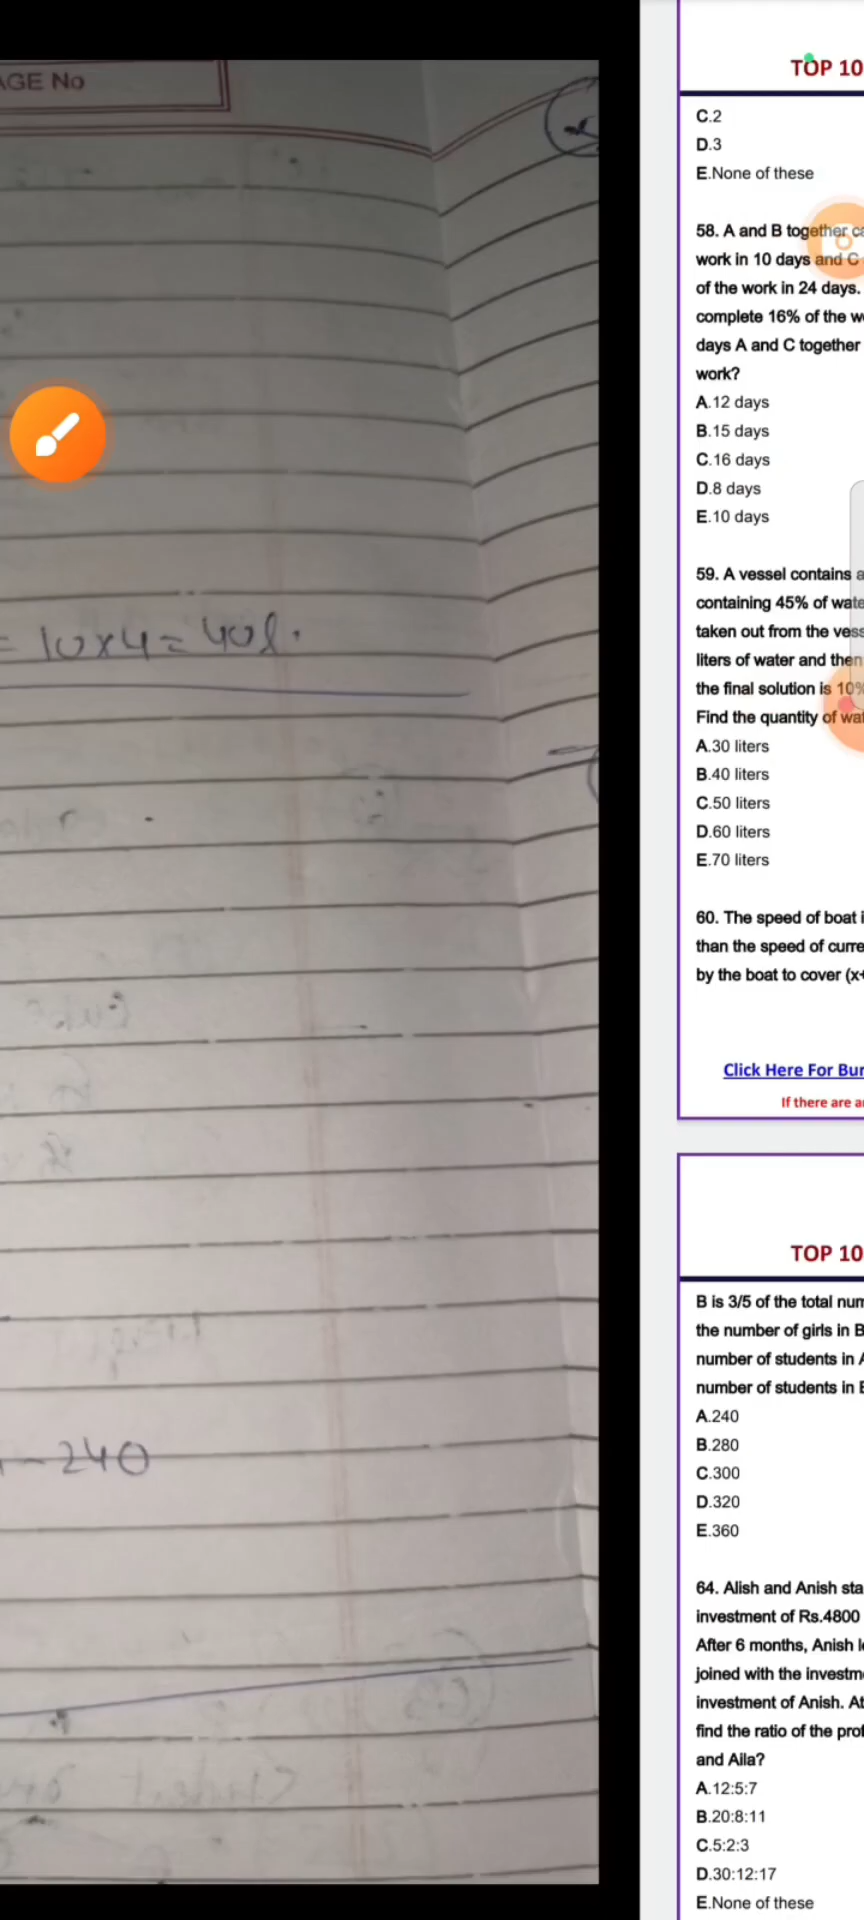 AGE No
= 10x4 = 40l.
- 240
TOP 10
C.2
D.3
E.None of these
58. A and B together ca
work in 10 days and C
of the work in 24 days.
complete 16% of the w
days A and C together
work?
A.12 days
B.15 days
C.16 days
D.8 days
E.10 days
59. A vessel contains a
containing 45% of wate
taken out from the vess
liters of water and then
the final solution is 10%
Find the quantity of wat
A.30 liters
B.40 liters
C.50 liters
D.60 liters
E.70 liters
60. The speed of boat i
than the speed of curre
by the boat to cover (x+
Click Here For Bun
If there are a
TOP 10
B is 3/5 of the total num
the number of girls in B
number of students in A
number of students in B
A.240
B.280
C.300
D.320
E.360
64. Alish and Anish sta
investment of Rs.4800
After 6 months, Anish l
joined with the investm
investment of Anish. At
find the ratio of the prof
and Aila?
A.12:5:7
B.20:8:11
C.5:2:3
D.30:12:17
E.None of these